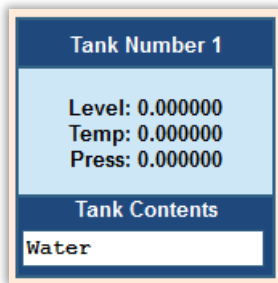 Tank Number 1
Level: 0.000000
Temp: 0.000000
Press: 0.000000
Tank Contents
Water